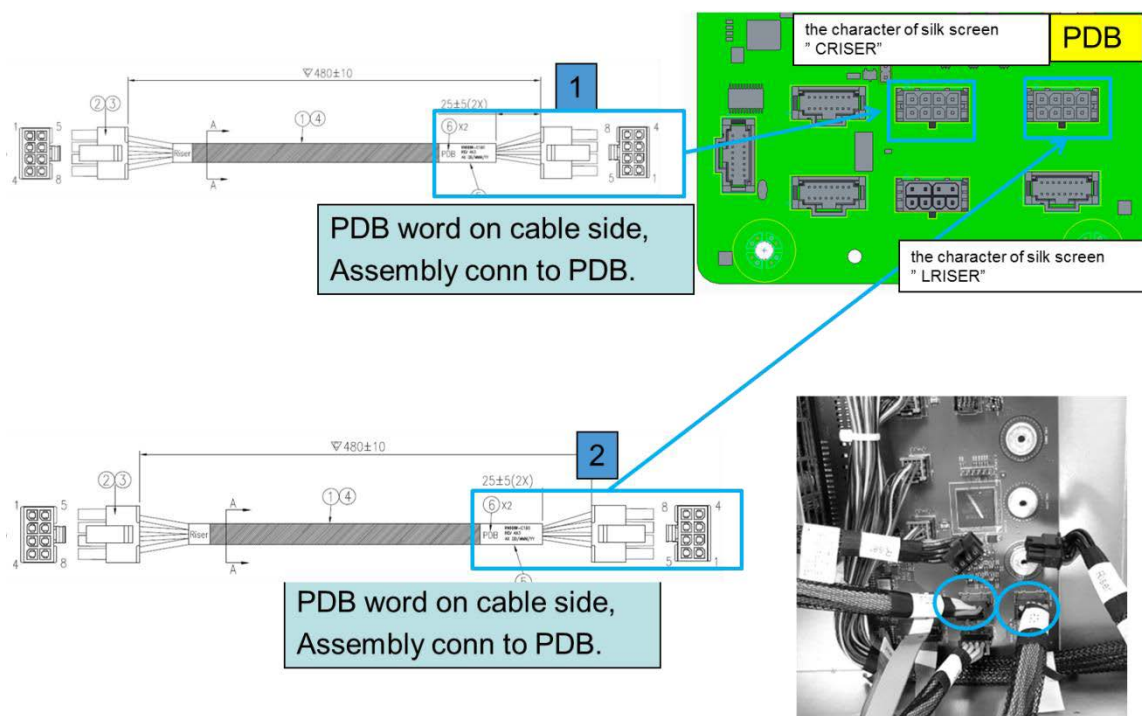 the character of silk screen
" CRISER"
PDB
▽480±10
25±5(2X)
1
②③
①④
⑥X2
1 5
4 8
Riser
A
A
PDB
8 4
5 1
PDB word on cable side,
Assembly conn to PDB.
the character of silk screen
" LRISER"
▽480±10
25±5(2X)
2
②③
①④
⑥X2
1 5
4 8
Riser
A
A
PDB
8 4
5 1
PDB word on cable side,
Assembly conn to PDB.
Riser